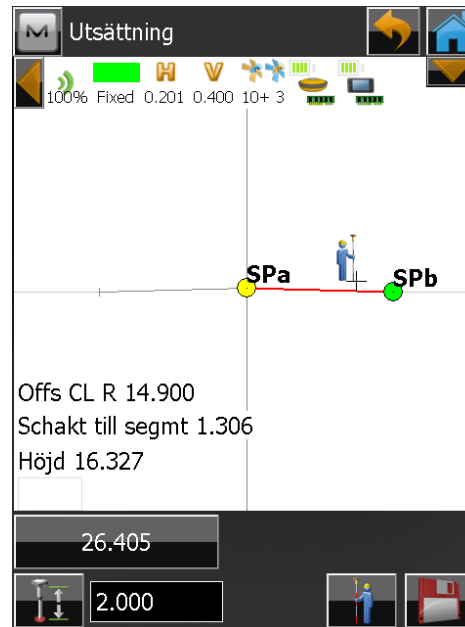 M Utsättning
H V
100% Fixed 0.201 0.400 10+ 3
SPa
SPb
Offs CL R 14.900
Schakt till segmt 1.306
Höjd 16.327
26.405
2.000